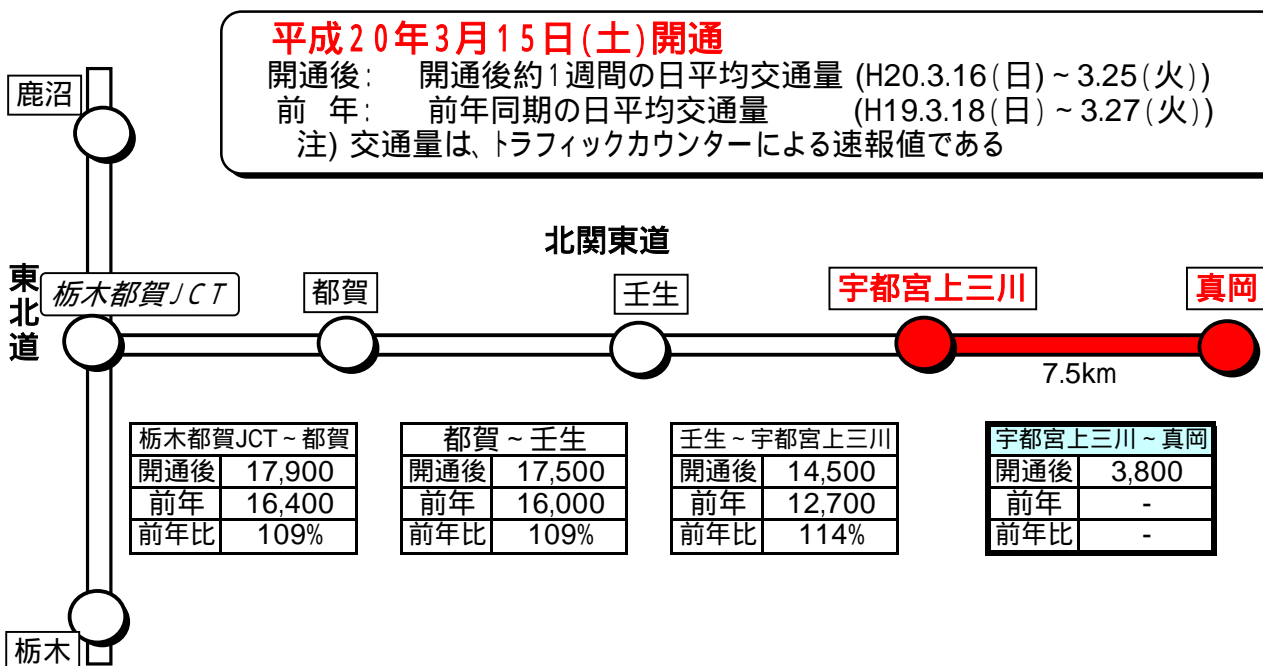 平成20年3月15日(土)開通
開通後: 開通後約1週間の日平均交通量 (H20.3.16(日)~3.25(火))
前 年: 前年同期の日平均交通量 (H19.3.18(日)~3.27(火))
注) 交通量は、トラフィックカウンターによる速報値である
鹿沼
北関東道
東北道
栃木都賀JCT
都賀
壬生
宇都宮上三川
真岡
7.5km
栃木都賀JCT~都賀
開通後 17,900
前年 16,400
前年比 109%
都賀~壬生
開通後 17,500
前年 16,000
前年比 109%
壬生~宇都宮上三川
開通後 14,500
前年 12,700
前年比 114%
宇都宮上三川~真岡
開通後 3,800
前年 -
前年比 -
栃木